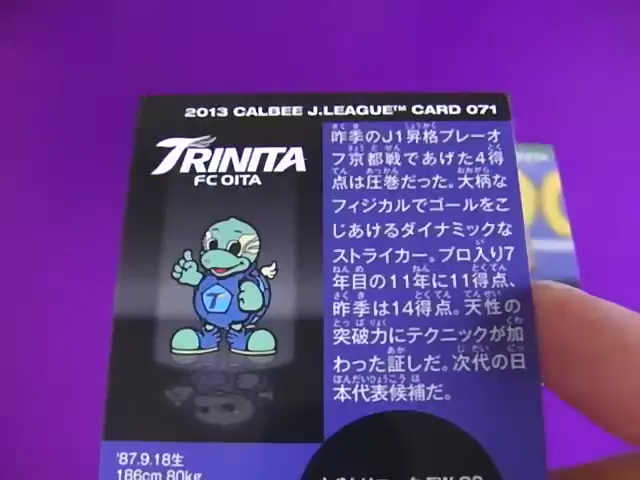 2013 CALBEE J.LEAGUE™ CARD 071
TRINITA
FC OITA
昨季のJ1昇格プレーオ
フ京都戦であげた4得
点は圧巻だった。大柄な
フィジカルでゴールをこ
じあけるダイナミックな
ストライカー。プロ入り7
年目の11年に11得点、
昨季は14得点。天性の
突破力にテクニックが加
わった証しだ。次代の日
本代表候補だ。
'87.9.18生
186cm 80kg